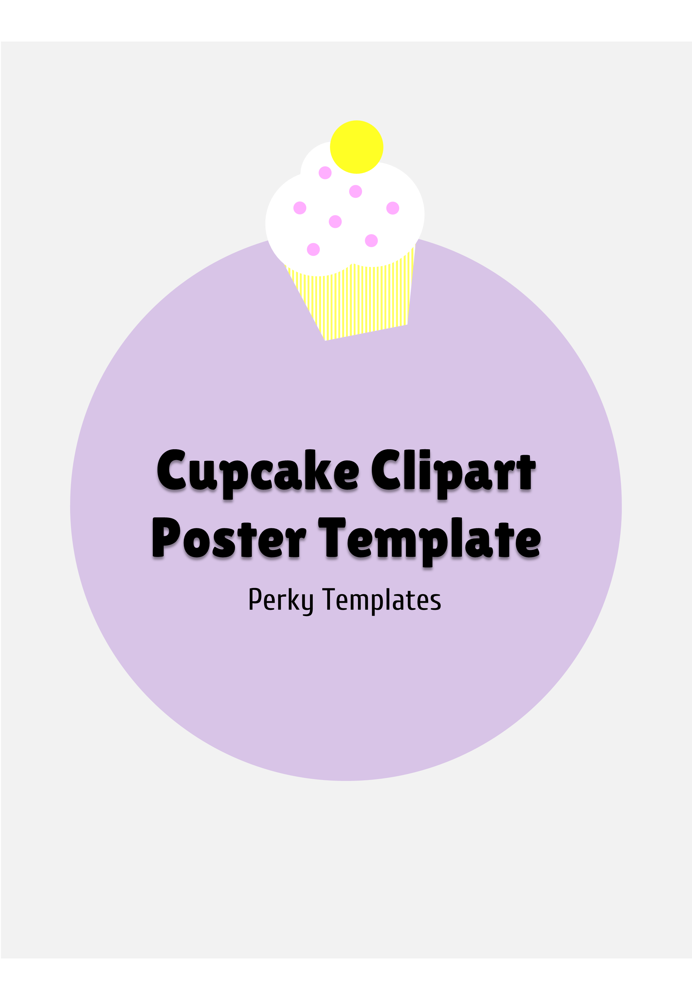 Cupcake Clipart
Poster Template
Perky Templates